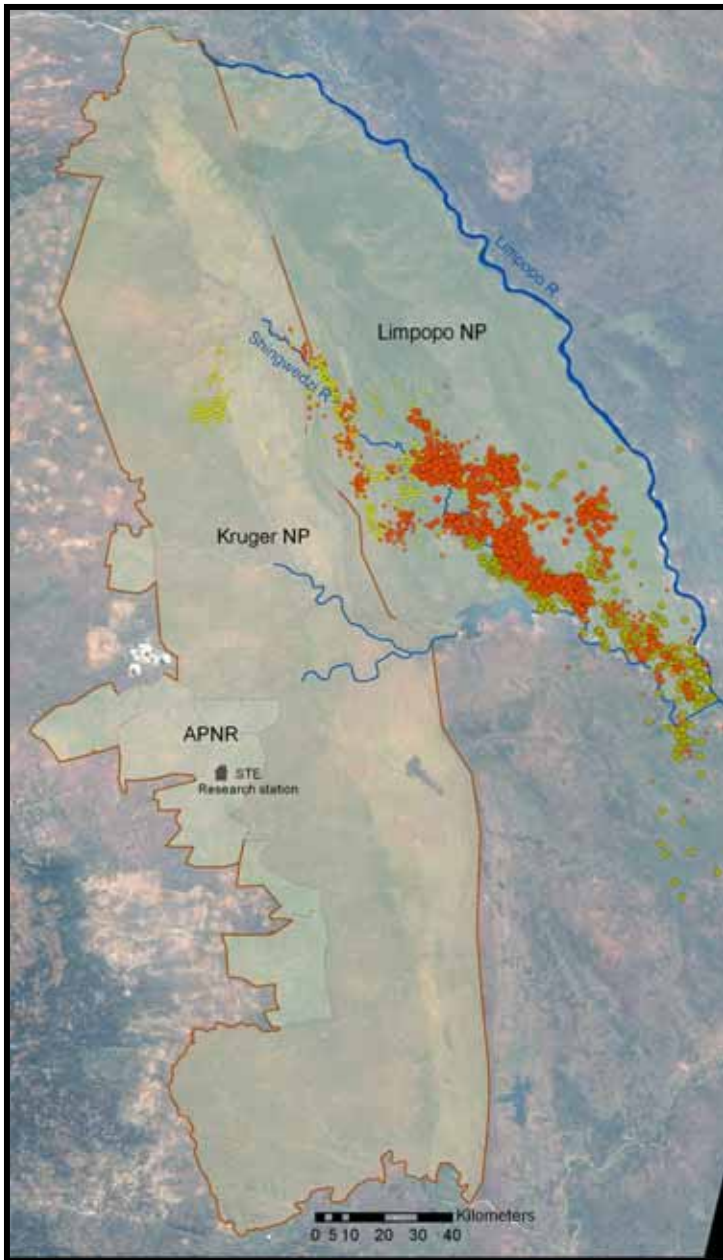 Limpopo R
Limpopo NP
Shingwedzi R
Kruger NP
APNR
STE
Research station
Kilometers
0 5 10 20 30 40